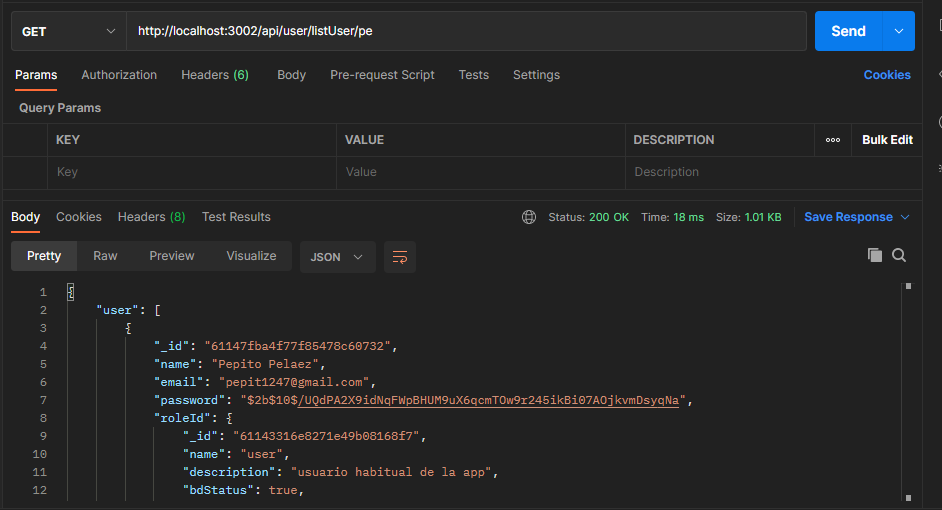 GET http://localhost:3002/api/user/listUser/pe Send
Params Authorization Headers (6) Body Pre-request Script Tests Settings Cookies
Query Params
KEY VALUE DESCRIPTION ooo Bulk Edit
Key Value Description
Body Cookies Headers (8) Test Results Status: 200 OK Time: 18 ms Size: 1.01 KB Save Response
Pretty Raw Preview Visualize JSON
1 {
2 "user": [
3 {
4 "_id": "61147fba4f77f85478c60732",
5 "name": "Pepito Pelaez",
6 "email": "pepit1247@gmail.com",
7 "password": "$2b$10$/UQdPA2X9idNqFWpBHUM9uX6qcmTOw9r245ikBi07AOjkvmDsyqNa",
8 "roleId": {
9 "_id": "61143316e8271e49b08168f7",
10 "name": "user",
11 "description": "usuario habitual de la app",
12 "bdStatus": true,